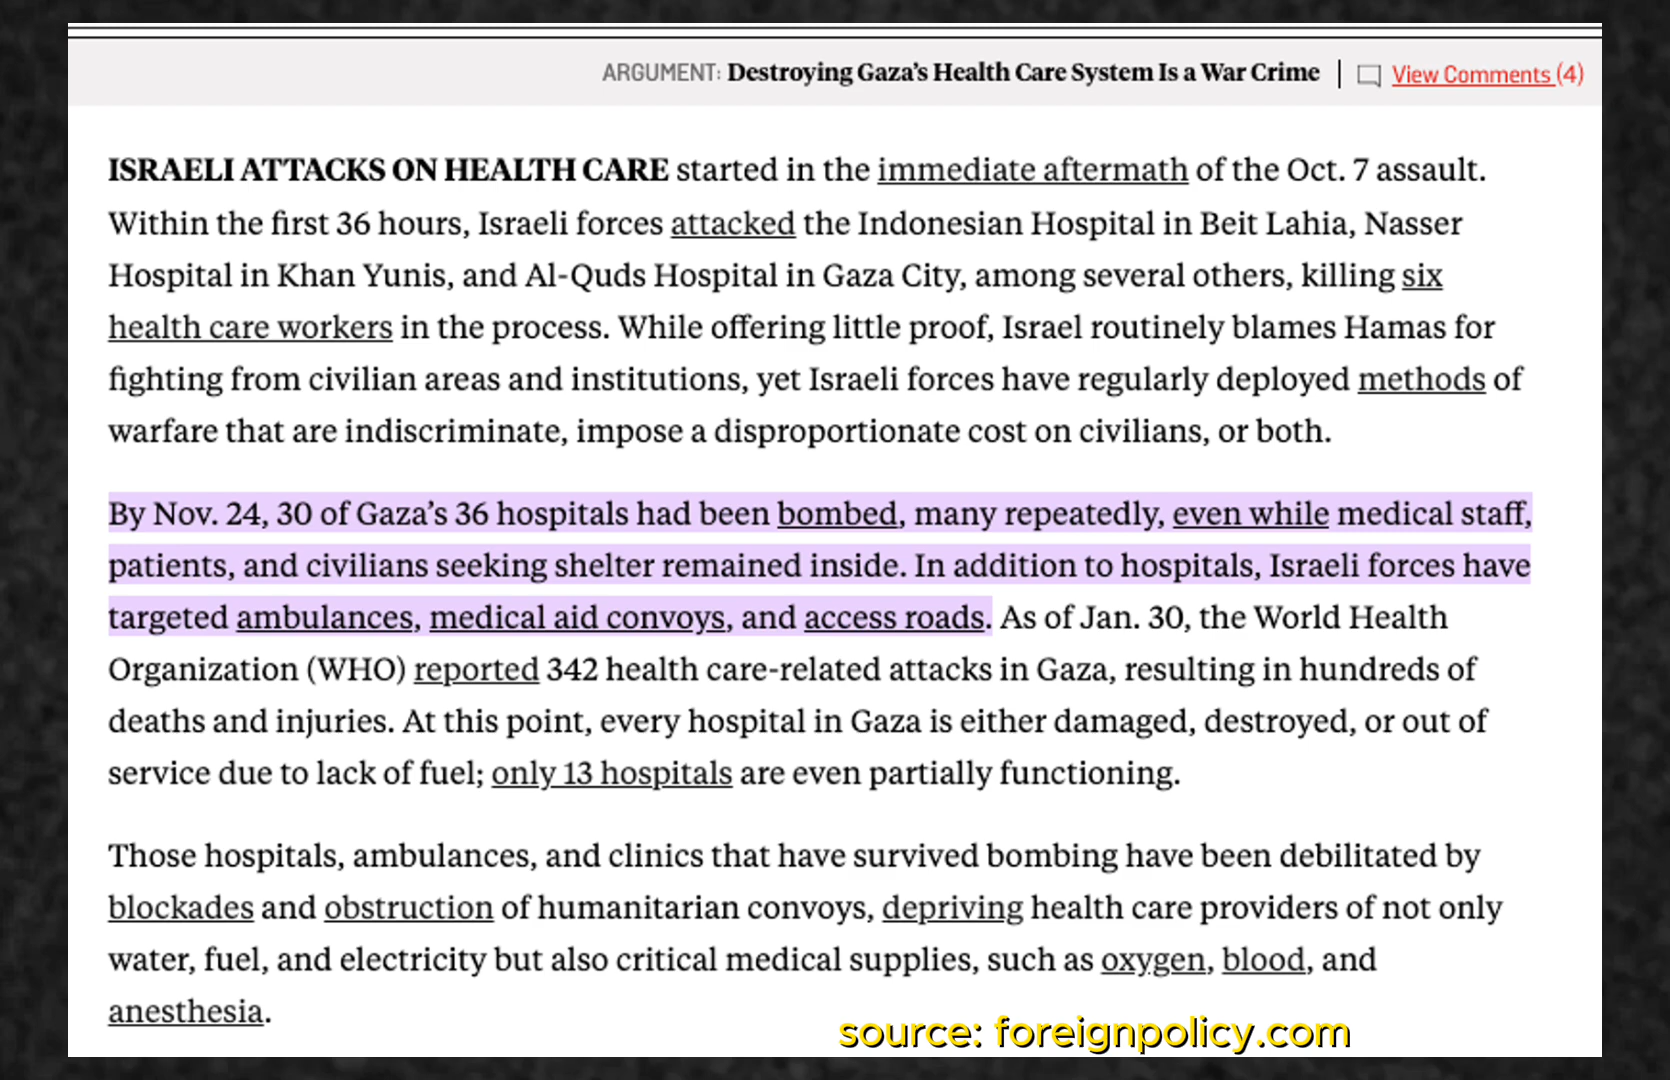 ARGUMENT: Destroying Gaza’s Health Care System Is a War Crime | View Comments (4)
ISRAELI ATTACKS ON HEALTH CARE started in the immediate aftermath of the Oct. 7 assault.
Within the first 36 hours, Israeli forces attacked the Indonesian Hospital in Beit Lahia, Nasser
Hospital in Khan Yunis, and Al-Quds Hospital in Gaza City, among several others, killing six
health care workers in the process. While offering little proof, Israel routinely blames Hamas for
fighting from civilian areas and institutions, yet Israeli forces have regularly deployed methods of
warfare that are indiscriminate, impose a disproportionate cost on civilians, or both.
By Nov. 24, 30 of Gaza’s 36 hospitals had been bombed, many repeatedly, even while medical staff,
patients, and civilians seeking shelter remained inside. In addition to hospitals, Israeli forces have
targeted ambulances, medical aid convoys, and access roads. As of Jan. 30, the World Health
Organization (WHO) reported 342 health care-related attacks in Gaza, resulting in hundreds of
deaths and injuries. At this point, every hospital in Gaza is either damaged, destroyed, or out of
service due to lack of fuel; only 13 hospitals are even partially functioning.
Those hospitals, ambulances, and clinics that have survived bombing have been debilitated by
blockades and obstruction of humanitarian convoys, depriving health care providers of not only
water, fuel, and electricity but also critical medical supplies, such as oxygen, blood, and
anesthesia.
source: foreignpolicy.com